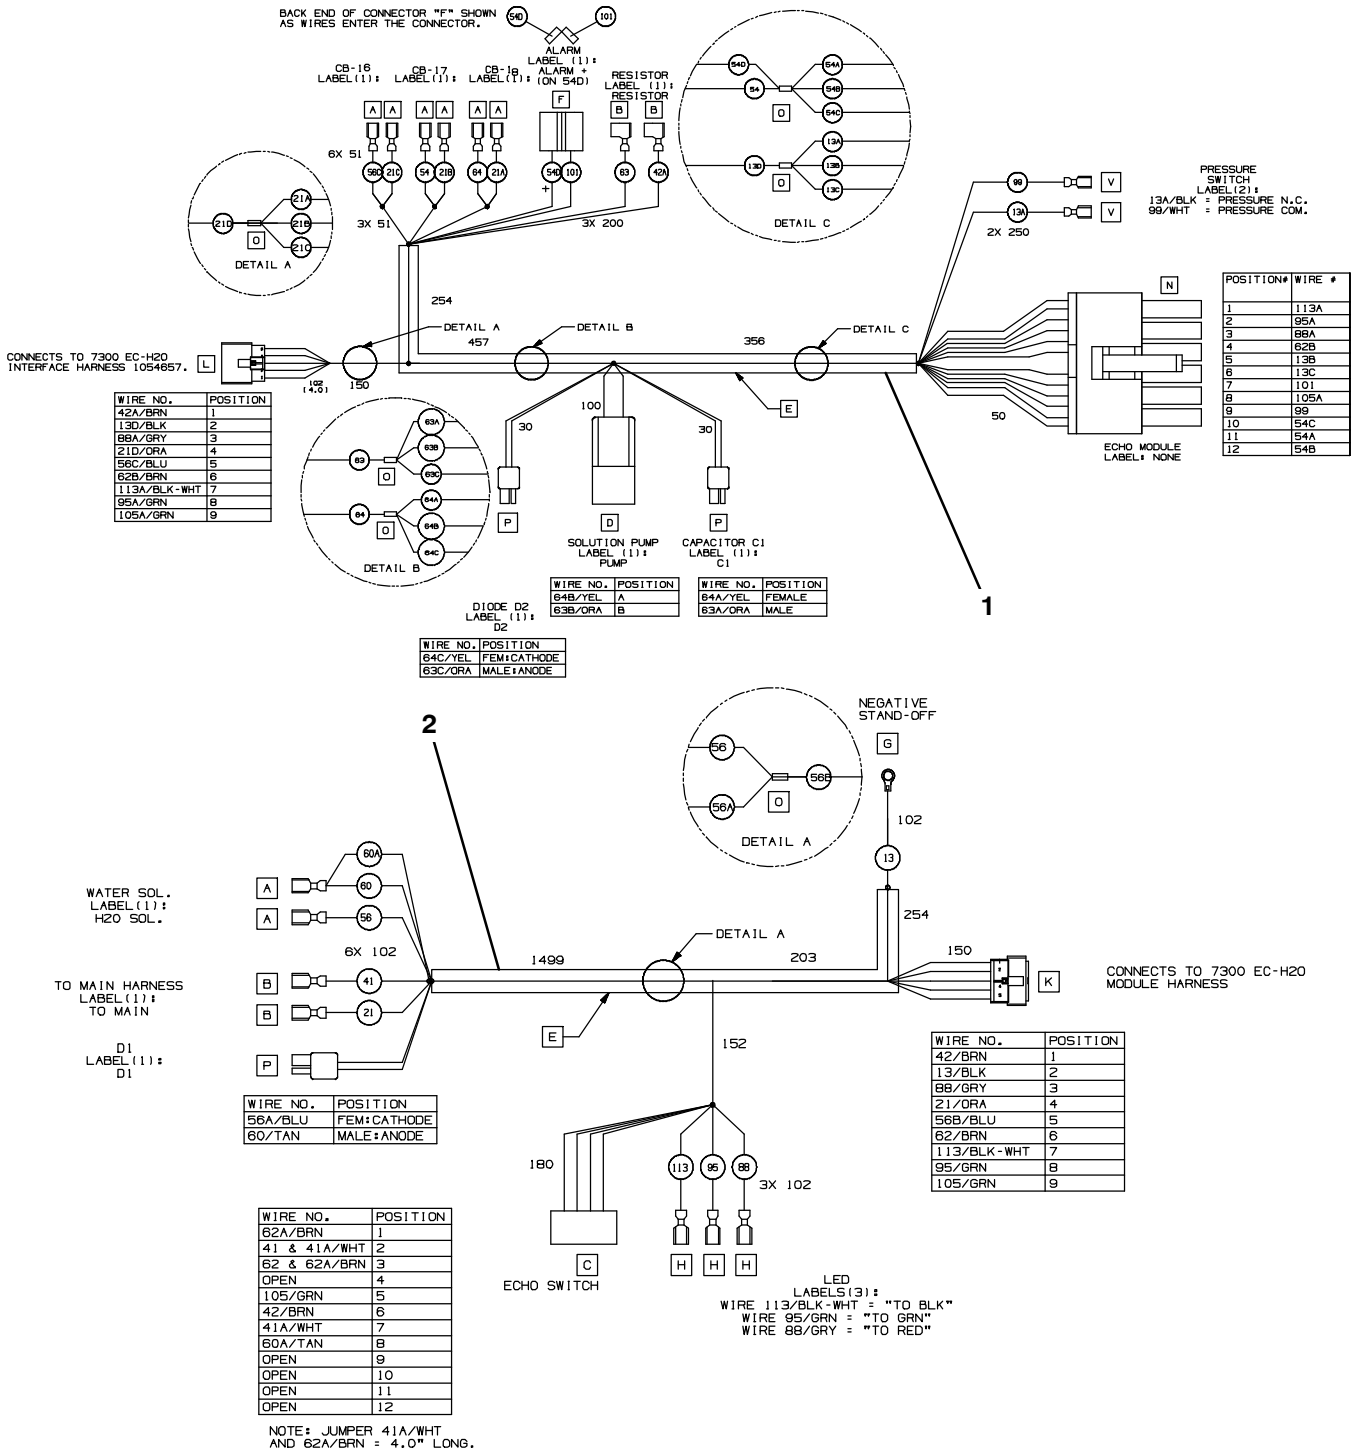 BACK END OF CONNECTOR "F" SHOWN
AS WIRES ENTER THE CONNECTOR.
54D
101
ALARM
LABEL (1):
ALARM +
(ON 54D)
F
CB-16
LABEL(1):
CB-17
LABEL(1):
CB-18
LABEL(1):
RESISTOR
LABEL (1):
RESISTOR
A A A A A A
B B
6X 51
56C 21C 54 21B 64 21A 54D 101 63 42A
+
3X 51
3X 200
21A
21D
21B
21C
O
DETAIL A
54D
54
54A
54B
54C
O
13A
13D
13B
13C
O
DETAIL C
99
V
13A
V
2X 250
PRESSURE
SWITCH
LABEL(2):
13A/BLK = PRESSURE N.C.
99/WHT = PRESSURE COM.
254
DETAIL A
457
DETAIL B
356
DETAIL C
CONNECTS TO 7300 EC-H2O
INTERFACE HARNESS 1054657.
L
102
(4.0)
150
E
WIRE NO. POSITION
42A/BRN 1
13D/BLK 2
88A/GRY 3
21D/ORA 4
56C/BLU 5
62B/BRN 6
113A/BLK-WHT 7
95A/GRN 8
105A/GRN 9
63A
63
63B
63C
O
64A
64
64B
64C
O
DETAIL B
30
P
100
D
30
P
SOLUTION PUMP
LABEL (1):
PUMP
CAPACITOR C1
LABEL (1):
C1
WIRE NO. POSITION
64B/YEL A
63B/ORA B
WIRE NO. POSITION
64A/YEL FEMALE
63A/ORA MALE
DIODE D2
LABEL (1):
D2
WIRE NO. POSITION
64C/YEL FEM:CATHODE
63C/ORA MALE:ANODE
N
50
ECHO MODULE
LABEL: NONE
POSITION# WIRE #
1 113A
2 95A
3 88A
4 62B
5 13B
6 13C
7 101
8 105A
9 99
10 54C
11 54A
12 54B
1
2
56
56A
56B
O
DETAIL A
NEGATIVE
STAND-OFF
G
102
13
254
WATER SOL.
LABEL(1):
H2O SOL.
A
A
60A
60
56
6X 102
TO MAIN HARNESS
LABEL(1):
TO MAIN
B
B
41
21
D1
LABEL(1):
D1
P
WIRE NO. POSITION
56A/BLU FEM:CATHODE
60/TAN MALE:ANODE
1499
DETAIL A
203
E
150
K
CONNECTS TO 7300 EC-H2O
MODULE HARNESS
WIRE NO. POSITION
42/BRN 1
13/BLK 2
88/GRY 3
21/ORA 4
56B/BLU 5
62/BRN 6
113/BLK-WHT 7
95/GRN 8
105/GRN 9
152
180
113 95 88
3X 102
C
H H H
ECHO SWITCH
LED
LABELS(3):
WIRE 113/BLK-WHT = "TO BLK"
WIRE 95/GRN = "TO GRN"
WIRE 88/GRY = "TO RED"
WIRE NO. POSITION
62A/BRN 1
41 & 41A/WHT 2
62 & 62A/BRN 3
OPEN 4
105/GRN 5
42/BRN 6
41A/WHT 7
60A/TAN 8
OPEN 9
OPEN 10
OPEN 11
OPEN 12
NOTE: JUMPER 41A/WHT
AND 62A/BRN = 4.0" LONG.